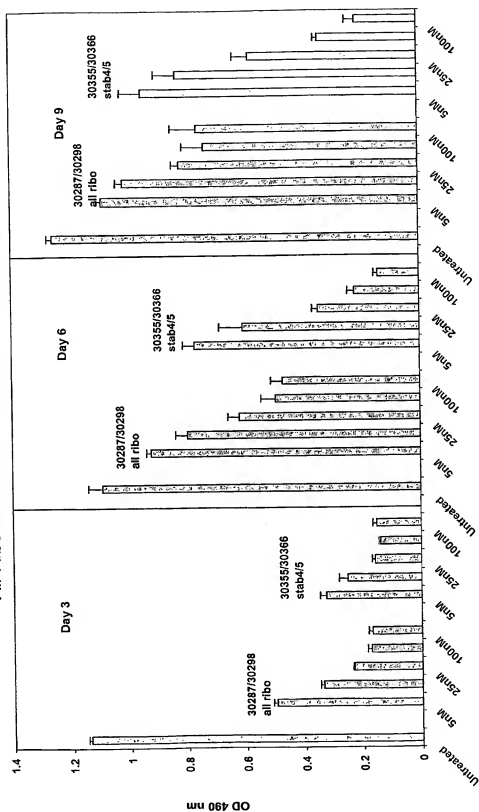 Day 3
Day 6
Day 9
30287/30298
all ribo
30355/30366
stab4/5
30287/30298
all ribo
30355/30366
stab4/5
30287/30298
all ribo
30355/30366
stab4/5
OD 490 nm
1.4
1.2
1
0.8
0.6
0.4
0.2
0
Untreated
5nM
25nM
100nM
5nM
25nM
100nM
Untreated
5nM
25nM
100nM
5nM
25nM
100nM
Untreated
5nM
25nM
100nM
5nM
25nM
100nM